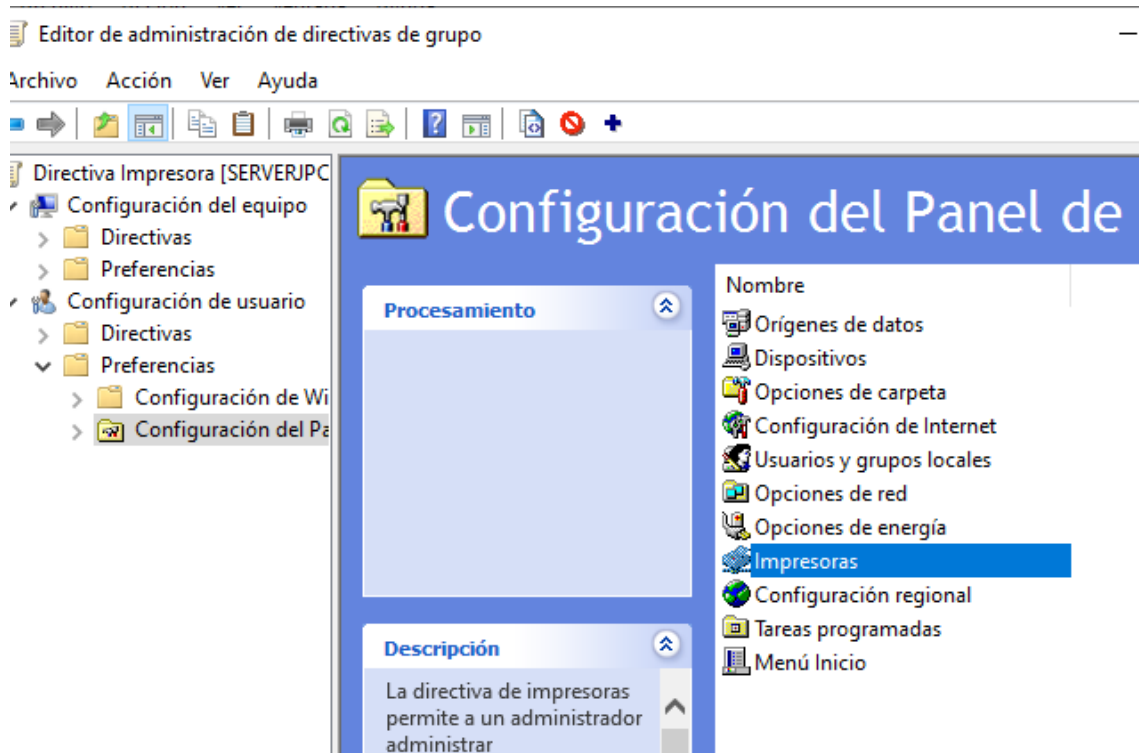 Editor de administración de directivas de grupo
Archivo Acción Ver Ayuda
Directiva Impresora [SERVERJPC
Configuración del equipo
Directivas
Preferencias
Configuración de usuario
Directivas
Preferencias
Configuración de Wi
Configuración del Pa
Configuración del Panel de
Procesamiento
Descripción
La directiva de impresoras
permite a un administrador
administrar
Nombre
Orígenes de datos
Dispositivos
Opciones de carpeta
Configuración de Internet
Usuarios y grupos locales
Opciones de red
Opciones de energía
Impresoras
Configuración regional
Tareas programadas
Menú Inicio